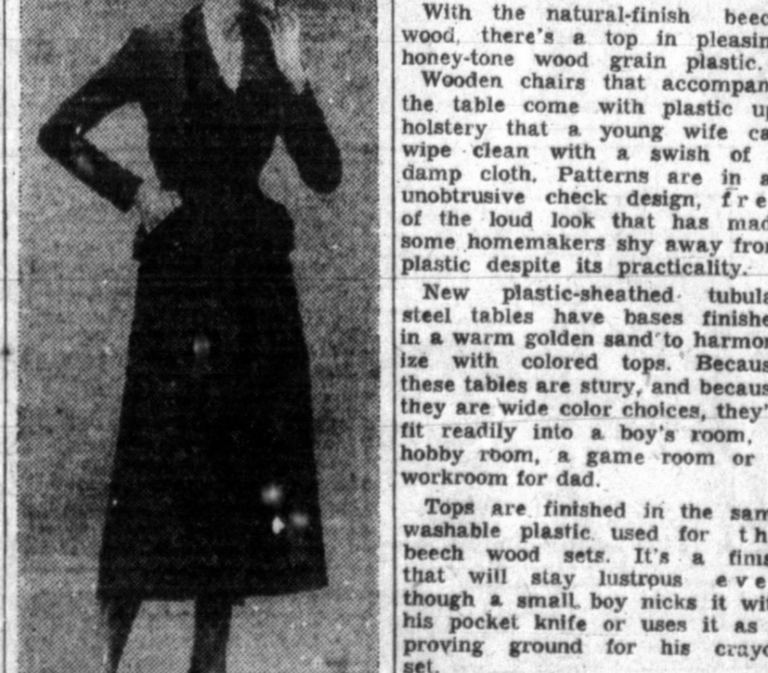 With the natural-finish beec
wood, there's a top in pleasin
honey-tone wood grain plastic.
Wooden chairs that accompan
the table come with plastic up
holstery that a young wife ca
wipe clean with a swish of
damp cloth. Patterns are in a
unobtrusive check design, fre
of the loud look that has mad
some homemakers shy away from
plastic despite its practicality.
New plastic-sheathed tubula
steel tables have bases finishe
in a warm golden sand to harmon
ize with colored tops. Becaus
these tables are stury, and becaus
they are wide color choices, they'
fit readily into a boy's room,
hobby room, a game room or
workroom for dad.
Tops are finished in the sam
washable plastic used for th
beech wood sets. It's a finis
that will stay lustrous eve
though a small boy nicks it wit
his pocket knife or uses it as
proving ground for his crayo
set.